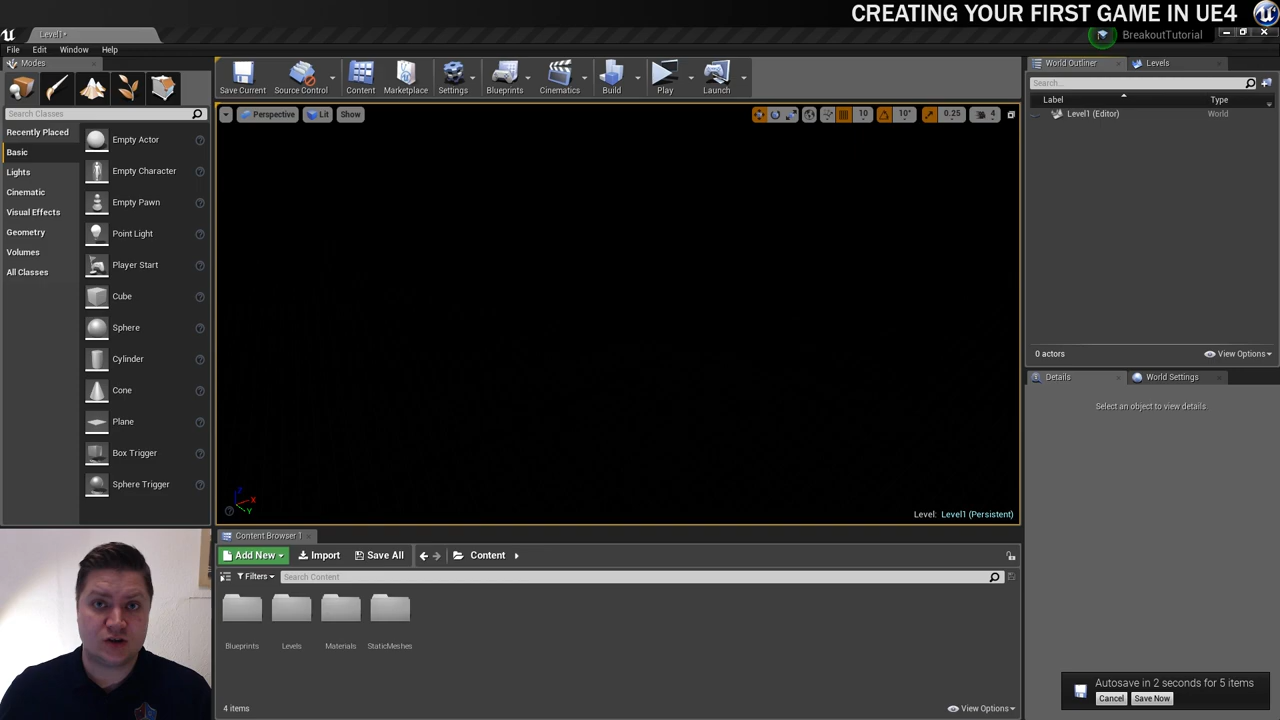 CREATING YOUR FIRST GAME IN UE4
Level1*
BreakoutTutorial
File Edit Window Help
Modes
Search Classes
Recently Placed
Basic
Lights
Cinematic
Visual Effects
Geometry
Volumes
All Classes
Empty Actor
Empty Character
Empty Pawn
Point Light
Player Start
Cube
Sphere
Cylinder
Cone
Plane
Box Trigger
Sphere Trigger
Save Current Source Control Content Marketplace Settings Blueprints Cinematics Build Play Launch
Perspective Lit Show
10 10° 0.25 4
Level: Level1 (Persistent)
World Outliner Levels
Search...
Label Type
Level1 (Editor) World
0 actors View Options
Details World Settings
Select an object to view details.
Content Browser 1
Add New Import Save All Content
Filters Search Content
Blueprints Levels Materials StaticMeshes
4 items View Options
Autosave in 2 seconds for 5 items
Cancel Save Now